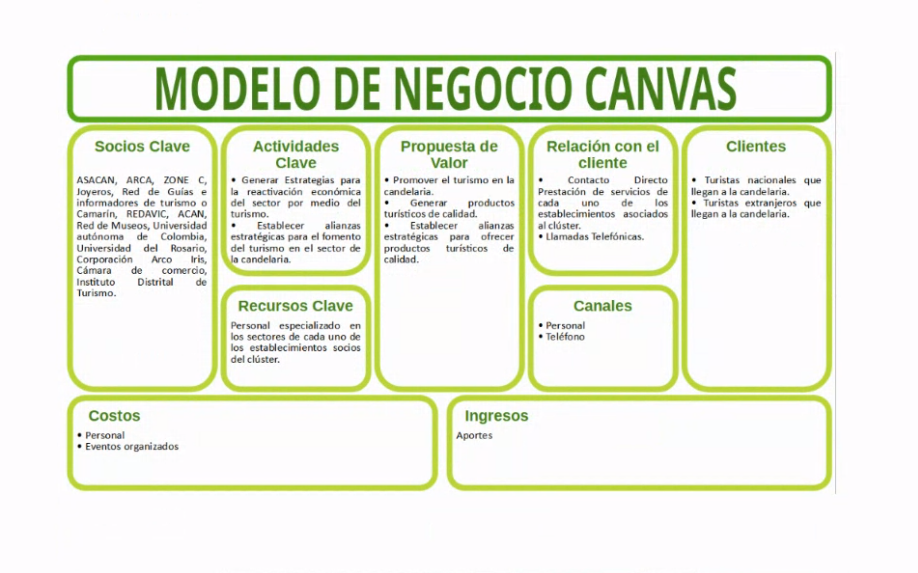 MODELO DE NEGOCIO CANVAS
Socios Clave
ASACAN, ARCA, ZONE C,
Joyeros, Red de Guías e
informadores de turismo o
Camarín, REDAVIC, ACAN,
Red de Museos, Universidad
autónoma de Colombia,
Universidad del Rosario,
Corporación Arco Iris,
Cámara de comercio,
Instituto Distrital de
Turismo.
Actividades
Clave
• Generar Estrategias para
la reactivación económica
del sector por medio del
turismo.
• Establecer alianzas
estratégicas para el fomento
del turismo en el sector de
la candelaria.
Recursos Clave
Personal especializado en
los sectores de cada uno de
los establecimientos socios
del clúster.
Propuesta de
Valor
• Promover el turismo en la
candelaria.
• Generar productos
turísticos de calidad.
• Establecer alianzas
estratégicas para ofrecer
productos turísticos de
calidad.
Relación con el
cliente
• Contacto Directo
Prestación de servicios de
cada uno de los
establecimientos asociados
al clúster.
• Llamadas Telefónicas.
Canales
• Personal
• Teléfono
Clientes
• Turistas nacionales que
llegan a la candelaria.
• Turistas extranjeros que
llegan a la candelaria.
Costos
• Personal
• Eventos organizados
Ingresos
Aportes